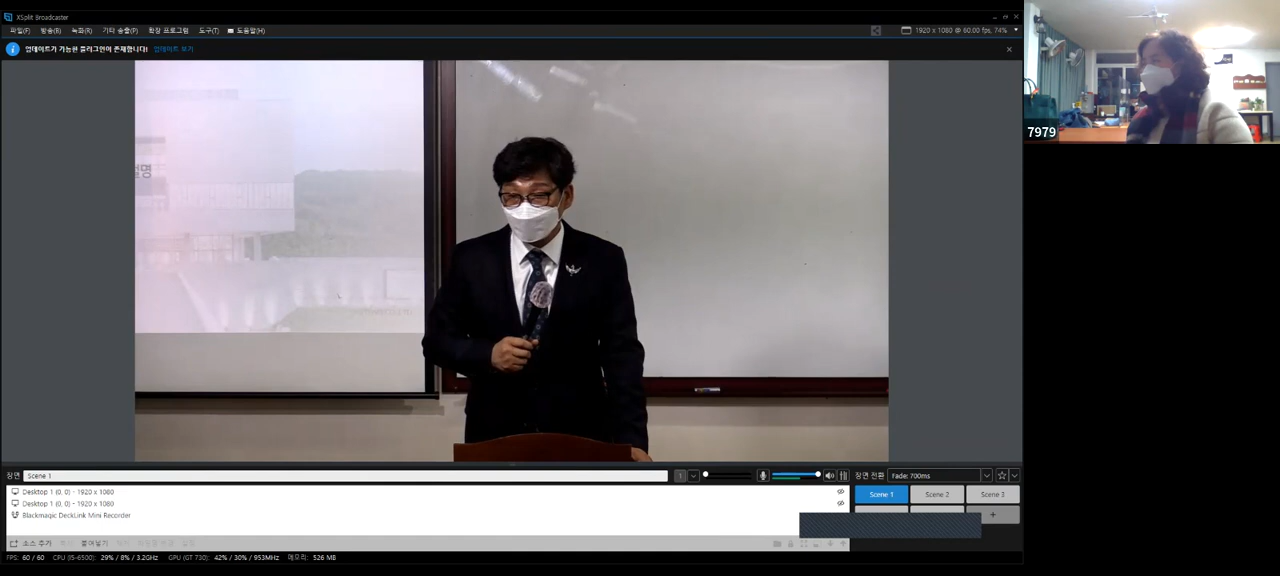 XSplit Broadcaster
파일(F) 방송(B) 녹화(R) 기타 송출(P) 확장 프로그램 도구(T) 도움말(H)
1920 x 1080 @ 60.00 fps, 74%
업데이트가 가능한 플러그인이 존재합니다! 업데이트 보기
7979
장면 Scene 1
장면 전환 Fade: 700ms
Desktop 1 (0, 0) - 1920 x 1080
Desktop 1 (0, 0) - 1920 x 1080
Blackmagic DeckLink Mini Recorder
Scene 1 Scene 2 Scene 3
소스 추가 붙여넣기
FPS: 60 / 60 CPU (i5-6500): 29% / 8% / 3.2GHz GPU (GT 730): 42% / 30% / 953MHz 메모리: 526 MB